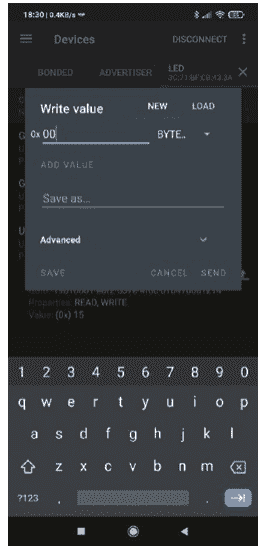 18:30 | 0.4KB/s
Devices
DISCONNECT
BONDED
ADVERTISER
LED
Write value
NEW
LOAD
0x 00
BYTE..
ADD VALUE
Save as...
Advanced
SAVE
CANCEL
SEND
Properties: READ, WRITE
Value: (0x) 15
1 2 3 4 5 6 7 8 9 0
q w e r t y u i o p
a s d f g h j k l
z x c v b n m
?123 , .